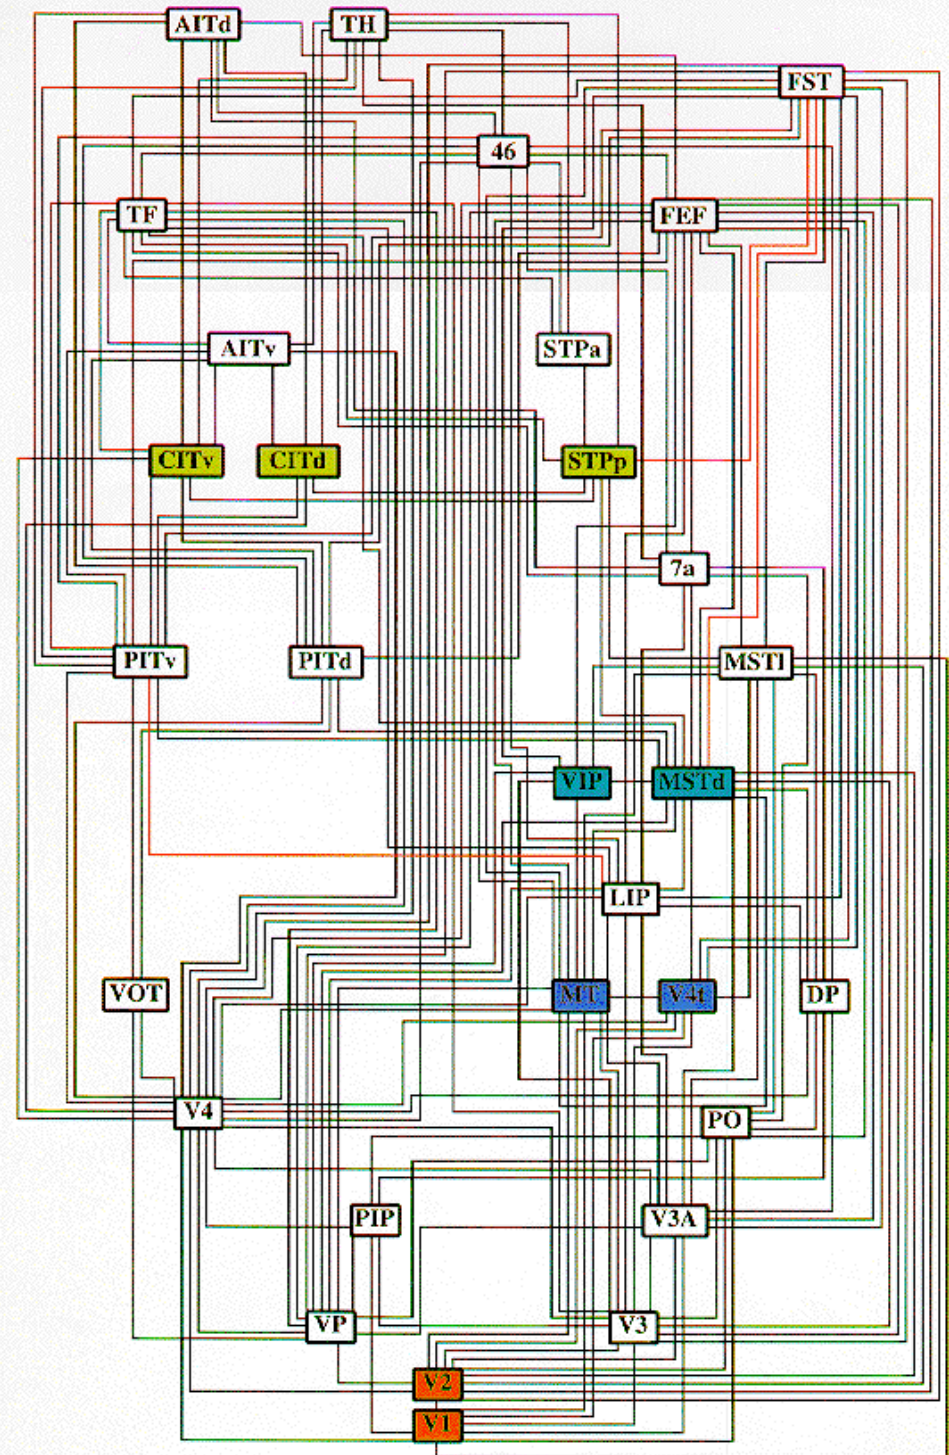 AITd
TH
FST
46
TF
FEF
AITv
STPa
CITv
CITd
STPp
7a
PITv
PITd
MSTl
VIP
MSTd
LIP
VOT
MT
V4t
DP
V4
PO
PIP
V3A
VP
V3
V2
V1